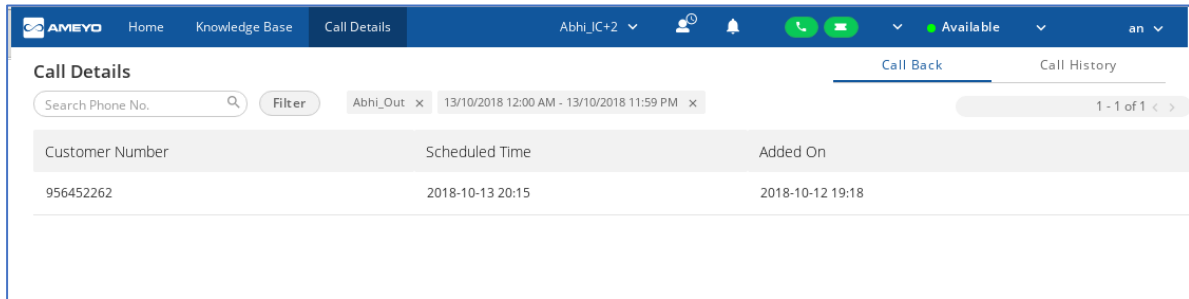 AMEYO Home Knowledge Base Call Details Abhi_IC+2 Available an
Call Details Call Back Call History
Search Phone No. Filter Abhi_Out x 13/10/2018 12:00 AM - 13/10/2018 11:59 PM x 1 - 1 of 1 < >
Customer Number Scheduled Time Added On
956452262 2018-10-13 20:15 2018-10-12 19:18